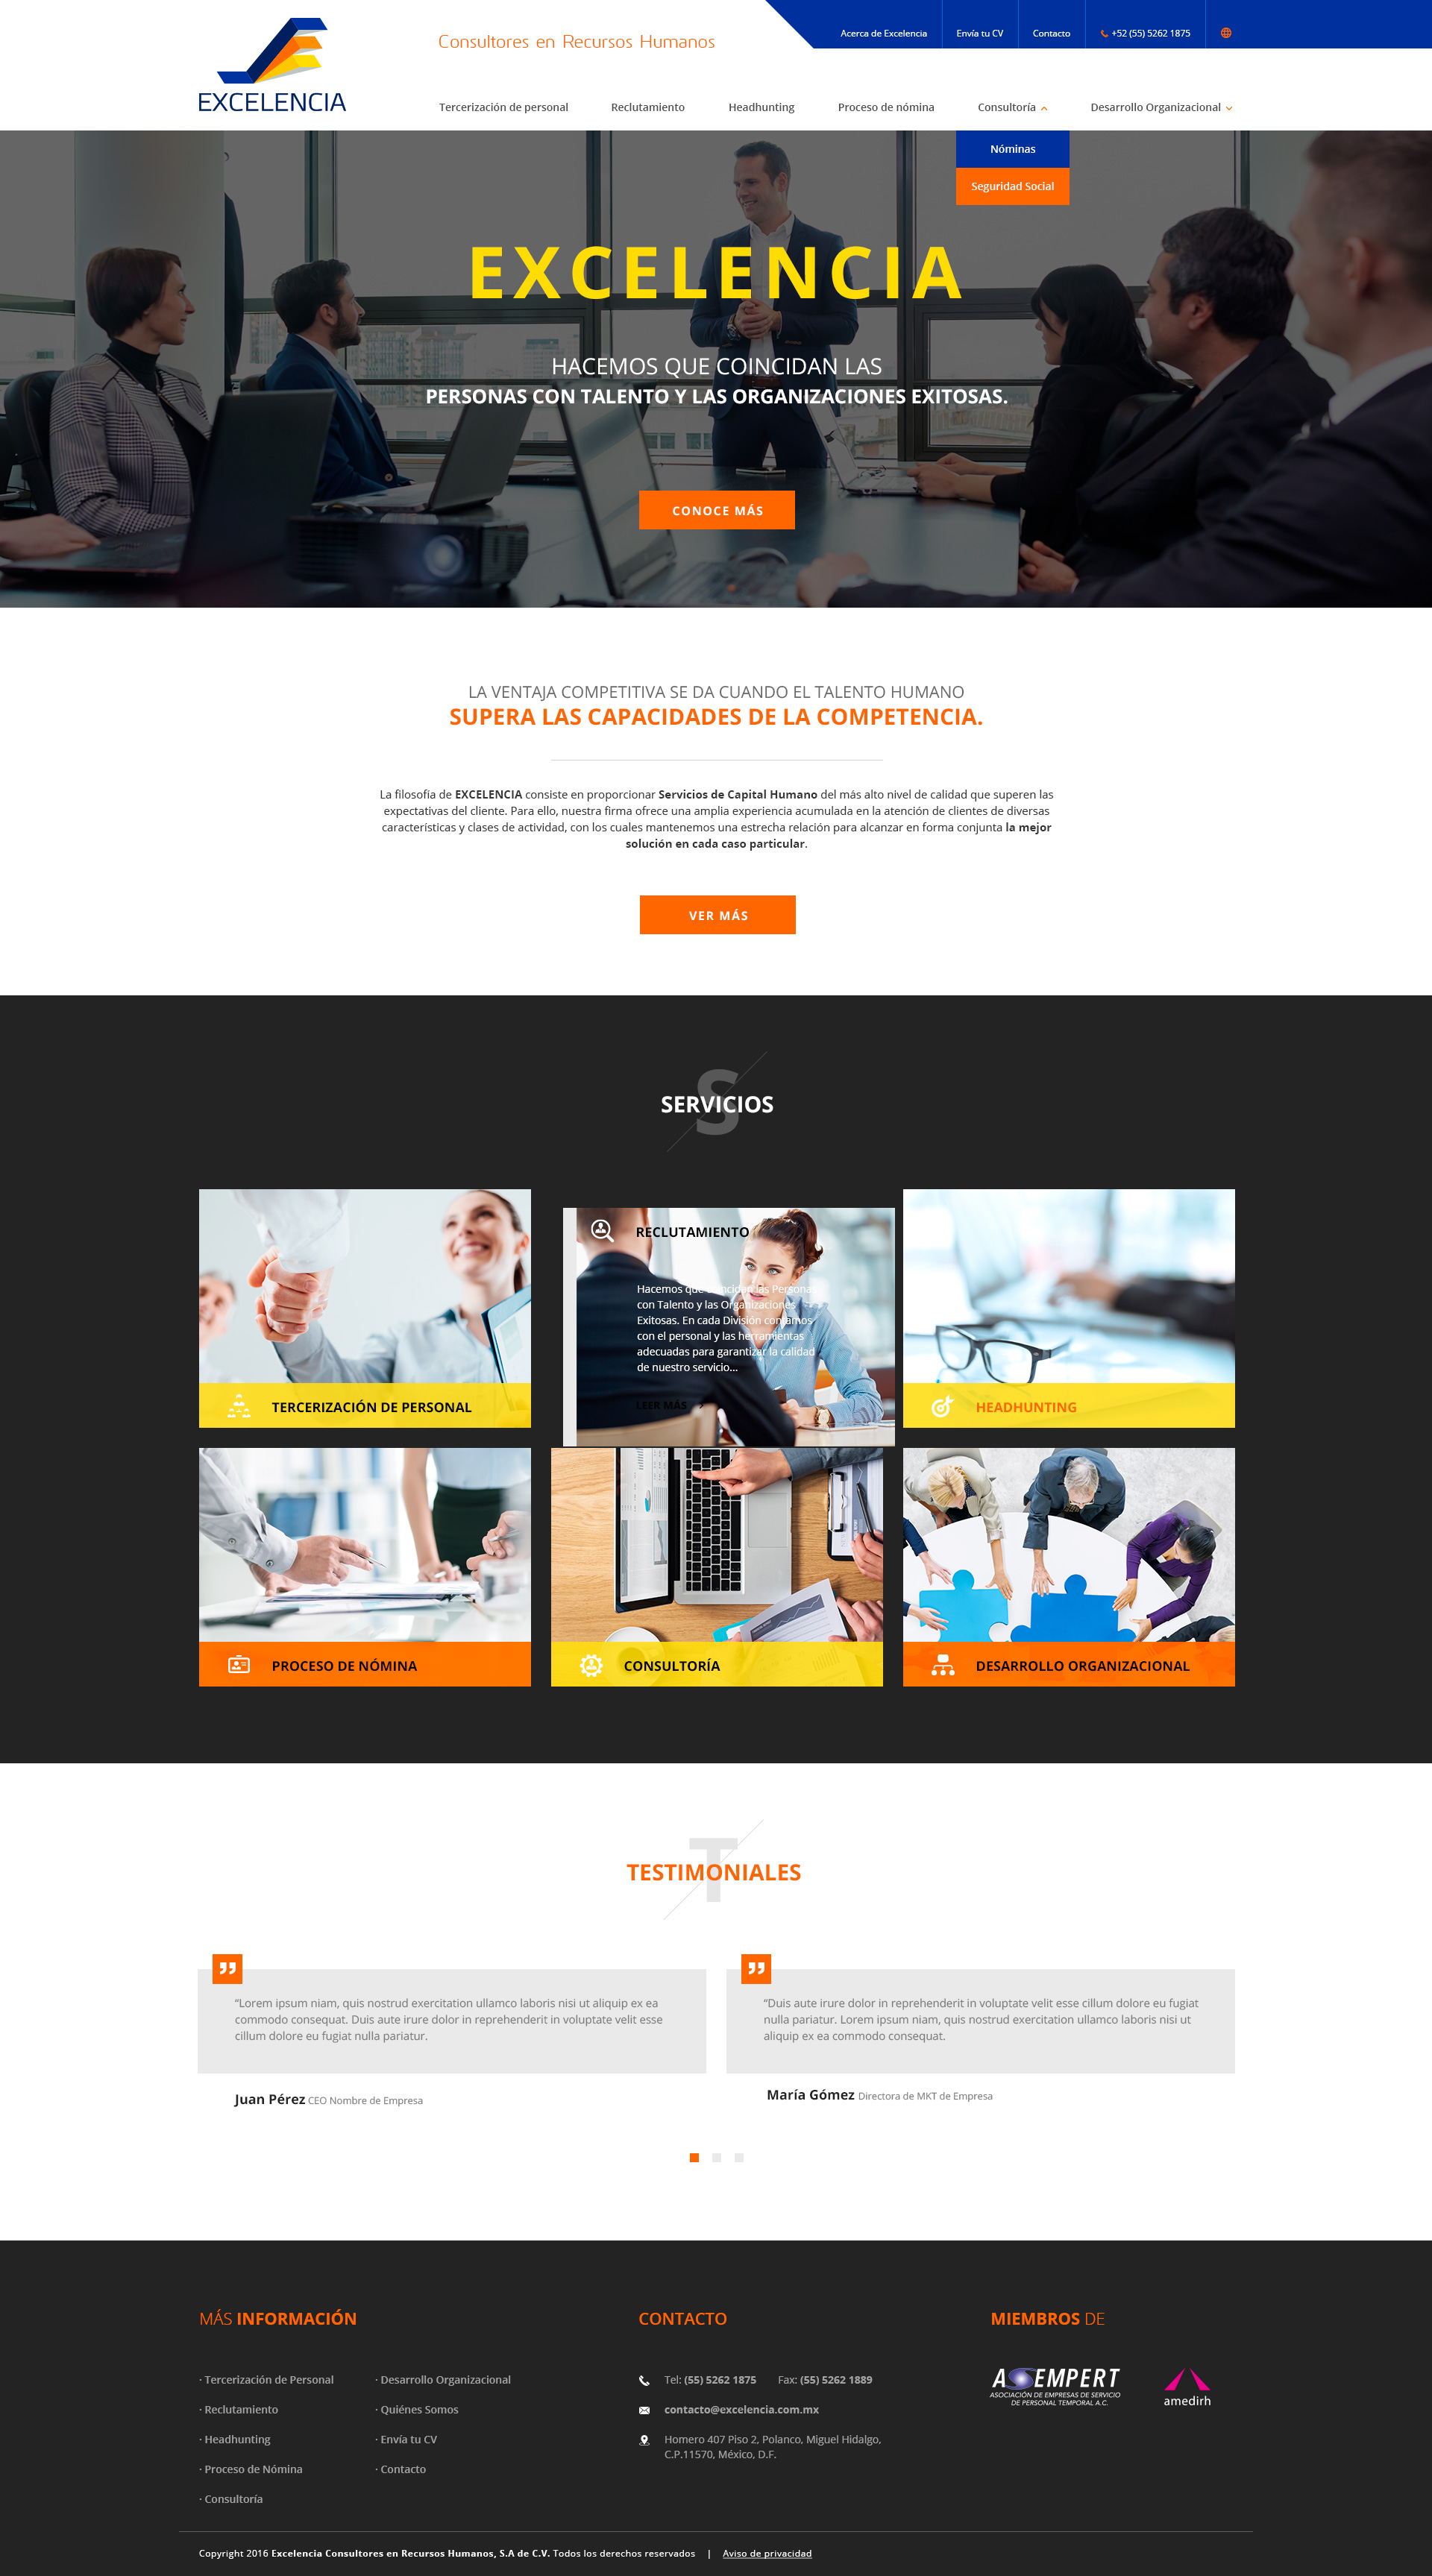 EXCELENCIA
Consultores en Recursos Humanos
Acerca de Excelencia
Envía tu CV
Contacto
+52 (55) 5262 1875
Tercerización de personal
Reclutamiento
Headhunting
Proceso de nómina
Consultoría
Desarrollo Organizacional
Nóminas
Seguridad Social
EXCELENCIA
HACEMOS QUE COINCIDAN LAS
PERSONAS CON TALENTO Y LAS ORGANIZACIONES EXITOSAS.
CONOCE MÁS
LA VENTAJA COMPETITIVA SE DA CUANDO EL TALENTO HUMANO
SUPERA LAS CAPACIDADES DE LA COMPETENCIA.
La filosofía de EXCELENCIA consiste en proporcionar Servicios de Capital Humano del más alto nivel de calidad que superen las
expectativas del cliente. Para ello, nuestra firma ofrece una amplia experiencia acumulada en la atención de clientes de diversas
características y clases de actividad, con los cuales mantenemos una estrecha relación para alcanzar en forma conjunta la mejor
solución en cada caso particular.
VER MÁS
S
SERVICIOS
TERCERIZACIÓN DE PERSONAL
RECLUTAMIENTO
Hacemos que coincidan las Personas
con Talento y las Organizaciones
Exitosas. En cada División contamos
con el personal y las herramientas
adecuadas para garantizar la calidad
de nuestro servicio...
LEER MÁS
HEADHUNTING
PROCESO DE NÓMINA
CONSULTORÍA
DESARROLLO ORGANIZACIONAL
T
TESTIMONIALES
“Lorem ipsum niam, quis nostrud exercitation ullamco laboris nisi ut aliquip ex ea
commodo consequat. Duis aute irure dolor in reprehenderit in voluptate velit esse
cillum dolore eu fugiat nulla pariatur.
Juan Pérez CEO Nombre de Empresa
“Duis aute irure dolor in reprehenderit in voluptate velit esse cillum dolore eu fugiat
nulla pariatur. Lorem ipsum niam, quis nostrud exercitation ullamco laboris nisi ut
aliquip ex ea commodo consequat.
María Gómez Directora de MKT de Empresa
MÁS INFORMACIÓN
· Tercerización de Personal
· Reclutamiento
· Headhunting
· Proceso de Nómina
· Consultoría
· Desarrollo Organizacional
· Quiénes Somos
· Envía tu CV
· Contacto
CONTACTO
Tel: (55) 5262 1875 Fax: (55) 5262 1889
contacto@excelencia.com.mx
Homero 407 Piso 2, Polanco, Miguel Hidalgo,
C.P.11570, México, D.F.
MIEMBROS DE
ASEMPERT
ASOCIACIÓN DE EMPRESAS DE SERVICIO
DE PERSONAL TEMPORAL A.C.
amedirh
Copyright 2016 Excelencia Consultores en Recursos Humanos, S.A de C.V. Todos los derechos reservados | Aviso de privacidad